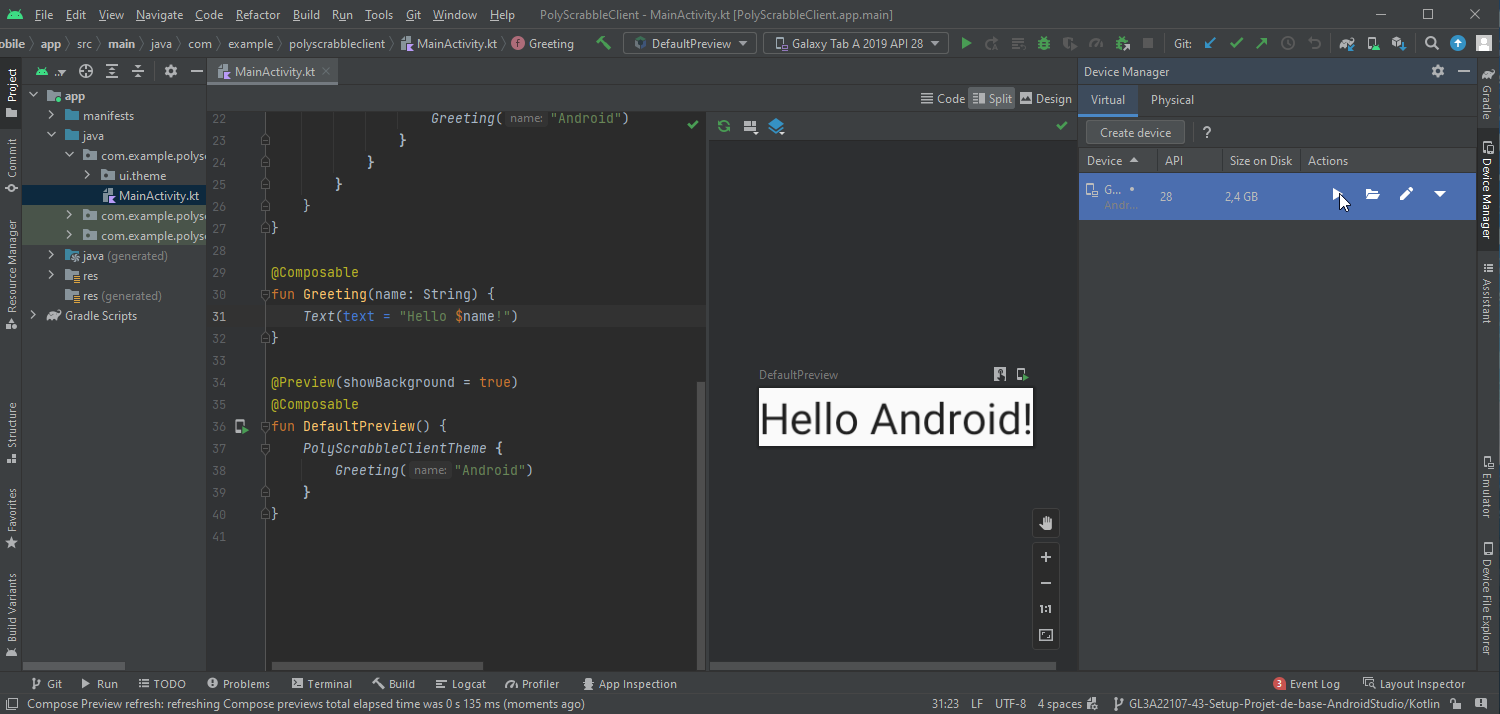 File Edit View Navigate Code Refactor Build Run Tools Git Window Help PolyScrabbleClient - MainActivity.kt [PolyScrabbleClient.app.main]
obile app src main java com example polyscrabbleclient MainActivity.kt Greeting DefaultPreview Galaxy Tab A 2019 API 28 Git:
Project
Commit
Resource Manager
Structure
Favorites
Build Variants
app
manifests
java
com.example.polysc
ui.theme
MainActivity.kt
com.example.polysc
com.example.polysc
java (generated)
res
res (generated)
Gradle Scripts
MainActivity.kt
Code Split Design
22 Greeting( name: "Android")
23 }
24 }
25 }
26 }
27 }
28
29 @Composable
30 fun Greeting(name: String) {
31 Text(text = "Hello $name!")
32 }
33
34 @Preview(showBackground = true)
35 @Composable
36 fun DefaultPreview() {
37 PolyScrabbleClientTheme {
38 Greeting( name: "Android")
39 }
40 }
41
DefaultPreview
Hello Android!
1:1
Device Manager
Virtual Physical
Create device ?
Device API Size on Disk Actions
G... 28 2,4 GB
Andr...
Gradle
Device Manager
Assistant
Emulator
Device File Explorer
Git Run TODO Problems Terminal Build Logcat Profiler App Inspection 3 Event Log Layout Inspector
Compose Preview refresh: refreshing Compose previews total elapsed time was 0 s 135 ms (moments ago) 31:23 LF UTF-8 4 spaces GL3A22107-43-Setup-Projet-de-base-AndroidStudio/Kotlin